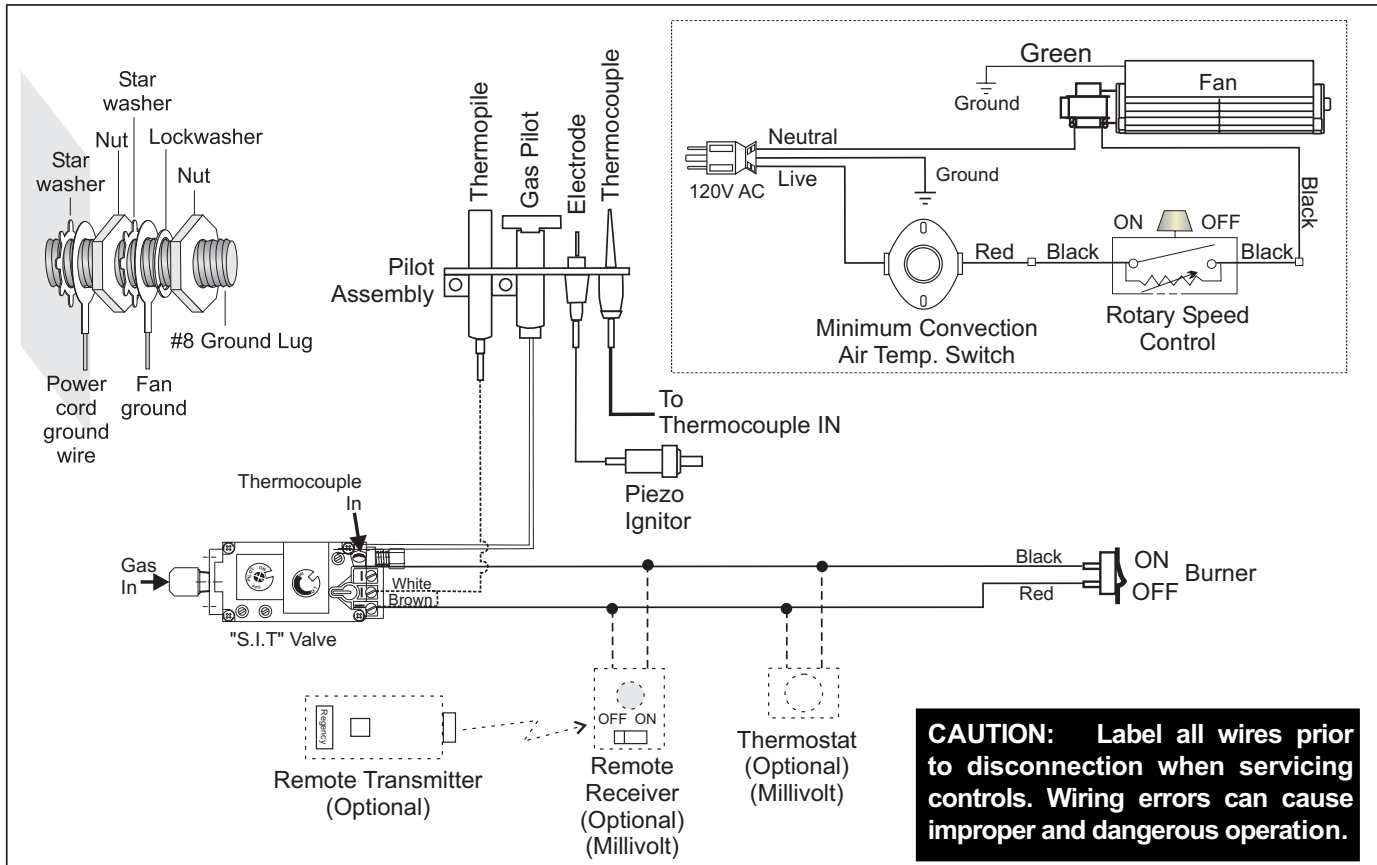 Star
washer
Nut
Lockwasher
Star
washer
Nut
#8 Ground Lug
Power
cord
ground
wire
Fan
ground
Thermopile
Gas Pilot
Electrode
Thermocouple
Pilot
Assembly
To
Thermocouple IN
Piezo
Ignitor
Green
Ground
Fan
Neutral
Live
120V AC
Ground
Red
Black
ON OFF
Black
Black
Minimum Convection
Air Temp. Switch
Rotary Speed
Control
Thermocouple
In
Gas
In
PILOT
ON
OFF
White
Brown
"S.I.T" Valve
Black
Red
ON
OFF
Burner
Regency
Remote Transmitter
(Optional)
OFF ON
Remote
Receiver
(Optional)
(Millivolt)
Thermostat
(Optional)
(Millivolt)
CAUTION: Label all wires prior
to disconnection when servicing
controls. Wiring errors can cause
improper and dangerous operation.